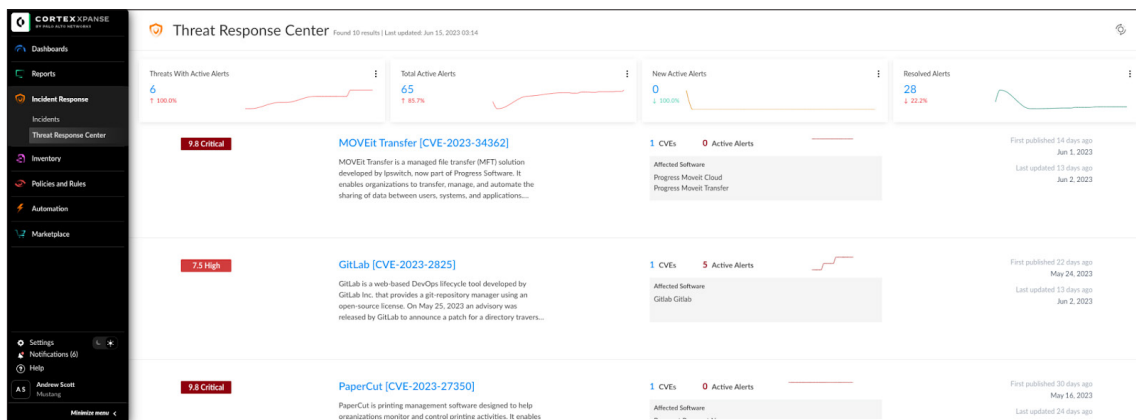 CORTEX XPANSE
BY PALO ALTO NETWORKS
Dashboards
Reports
Incident Response
Incidents
Threat Response Center
Inventory
Policies and Rules
Automation
Marketplace
Settings
Notifications (6)
Help
AS
Andrew Scott
Mustang
Minimize menu
Threat Response Center
Found 10 results | Last updated: Jun 15, 2023 03:14
Threats With Active Alerts
6
↑ 100.0%
Total Active Alerts
65
↑ 85.7%
New Active Alerts
0
↓ 100.0%
Resolved Alerts
28
↓ 22.2%
9.8 Critical
MOVEit Transfer [CVE-2023-34362]
MOVEit Transfer is a managed file transfer (MFT) solution
developed by Ipswitch, now part of Progress Software. It
enables organizations to transfer, manage, and automate the
sharing of data between users, systems, and applications....
1 CVEs 0 Active Alerts
Affected Software
Progress Moveit Cloud
Progress Moveit Transfer
First published 14 days ago
Jun 1, 2023
Last updated 13 days ago
Jun 2, 2023
7.5 High
GitLab [CVE-2023-2825]
GitLab is a web-based DevOps lifecycle tool developed by
GitLab Inc. that provides a git-repository manager using an
open-source license. On May 25, 2023 an advisory was
released by GitLab to announce a patch for a directory travers...
1 CVEs 5 Active Alerts
Affected Software
Gitlab Gitlab
First published 22 days ago
May 24, 2023
Last updated 13 days ago
Jun 2, 2023
9.8 Critical
PaperCut [CVE-2023-27350]
PaperCut is printing management software designed to help
organizations monitor and control printing activities. It enables
1 CVEs 0 Active Alerts
Affected Software
First published 30 days ago
May 16, 2023
Last updated 24 days ago